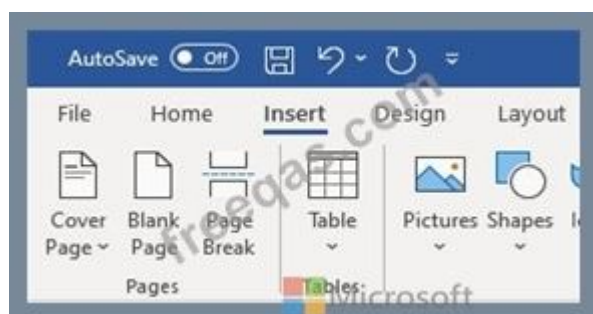 AutoSave Off
File Home Insert Design Layout
Cover Blank Page Table Pictures Shapes
Page Page Break
Pages Tables
freeqas.com
Microsoft